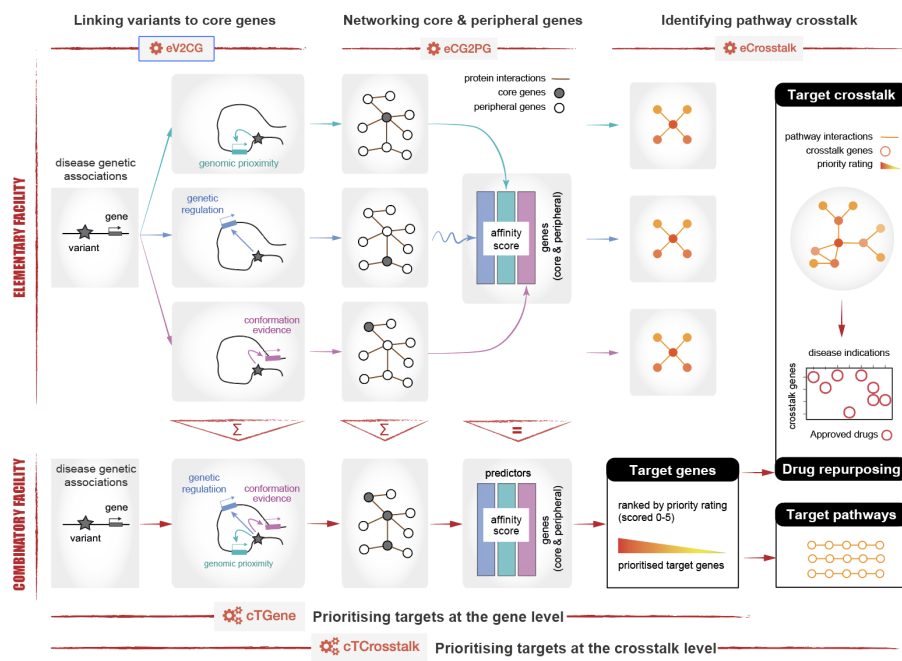 Linking variants to core genes
Networking core & peripheral genes
Identifying pathway crosstalk
eV2CG
eCG2PG
eCrosstalk
ELEMENTARY FACILITY
disease genetic
associations
gene
variant
genomic prioximity
genetic
regulation
conformation
evidence
protein interactions
core genes
peripheral genes
affinity
score
genes
(core & peripheral)
Target crosstalk
pathway interactions
crosstalk genes
priority rating
disease indications
crosstalk genes
Approved drugs
Drug repurposing
Σ
Σ
=
COMBINATORY FACILITY
disease genetic
associations
gene
variant
genetic
regulatiion
conformation
evidence
genomic proximity
predictors
affinity
score
genes
(core & peripheral)
Target genes
ranked by priority rating
(scored 0-5)
prioritised target genes
Target pathways
cTGene Prioritising targets at the gene level
cTCrosstalk Prioritising targets at the crosstalk level